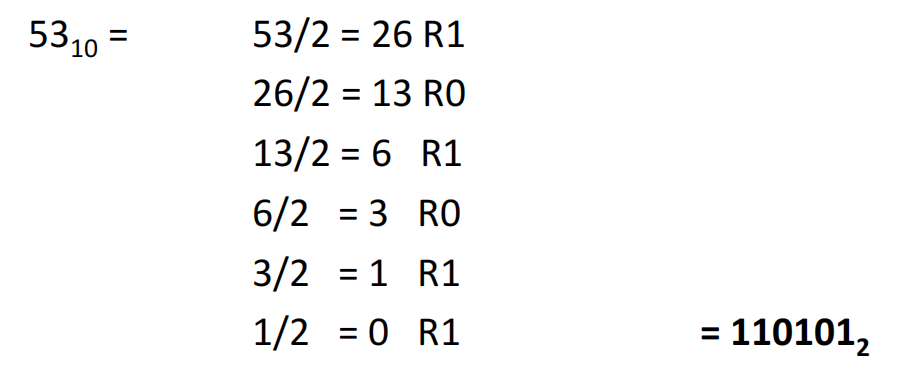 53₁₀ = 53/2 = 26 R1
26/2 = 13 R0
13/2 = 6 R1
6/2 = 3 R0
3/2 = 1 R1
1/2 = 0 R1 = 110101₂